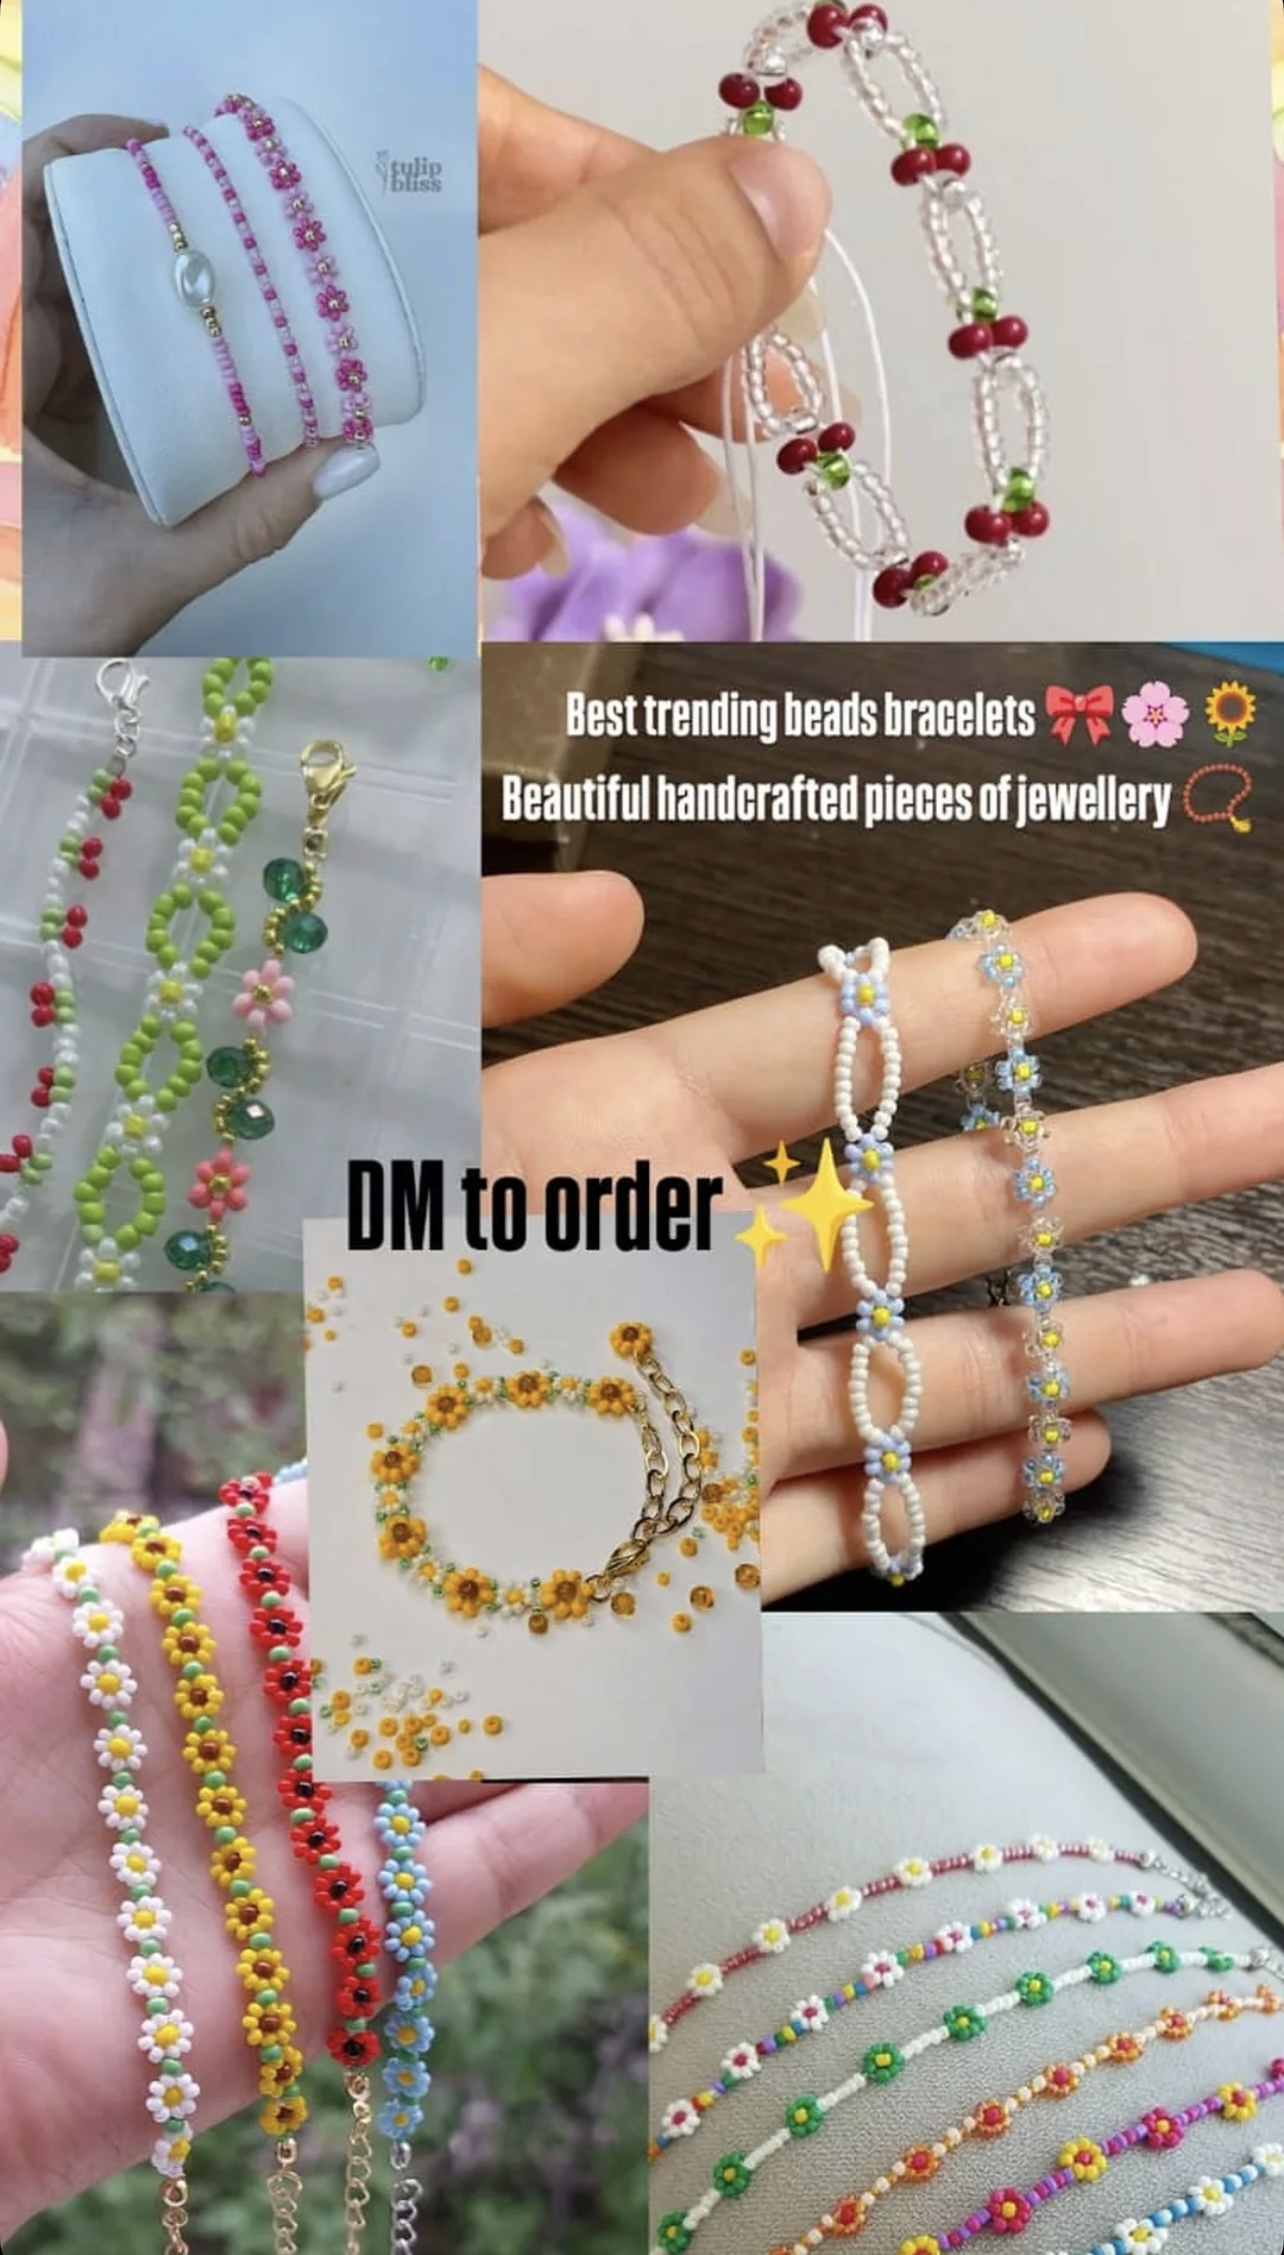 tulip
bliss
Best trending beads bracelets 🎀🌸🌻
Beautiful handcrafted pieces of jewellery 📿
DM to order ✨